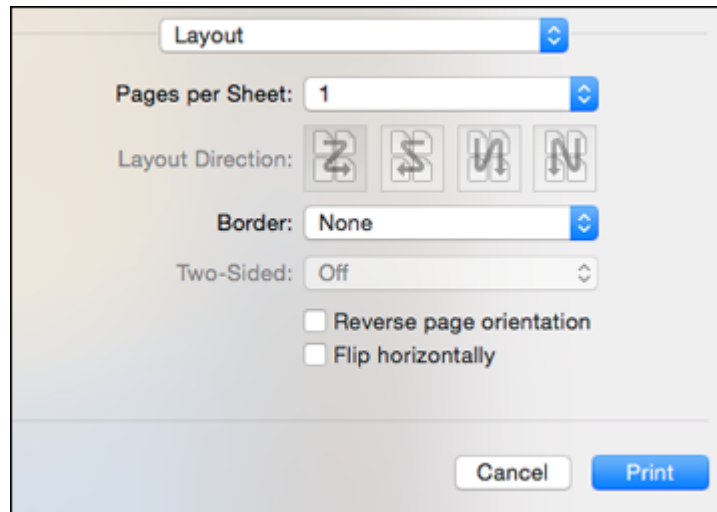 Layout
Pages per Sheet: 1
Layout Direction:
Border: None
Two-Sided: Off
Reverse page orientation
Flip horizontally
Cancel Print